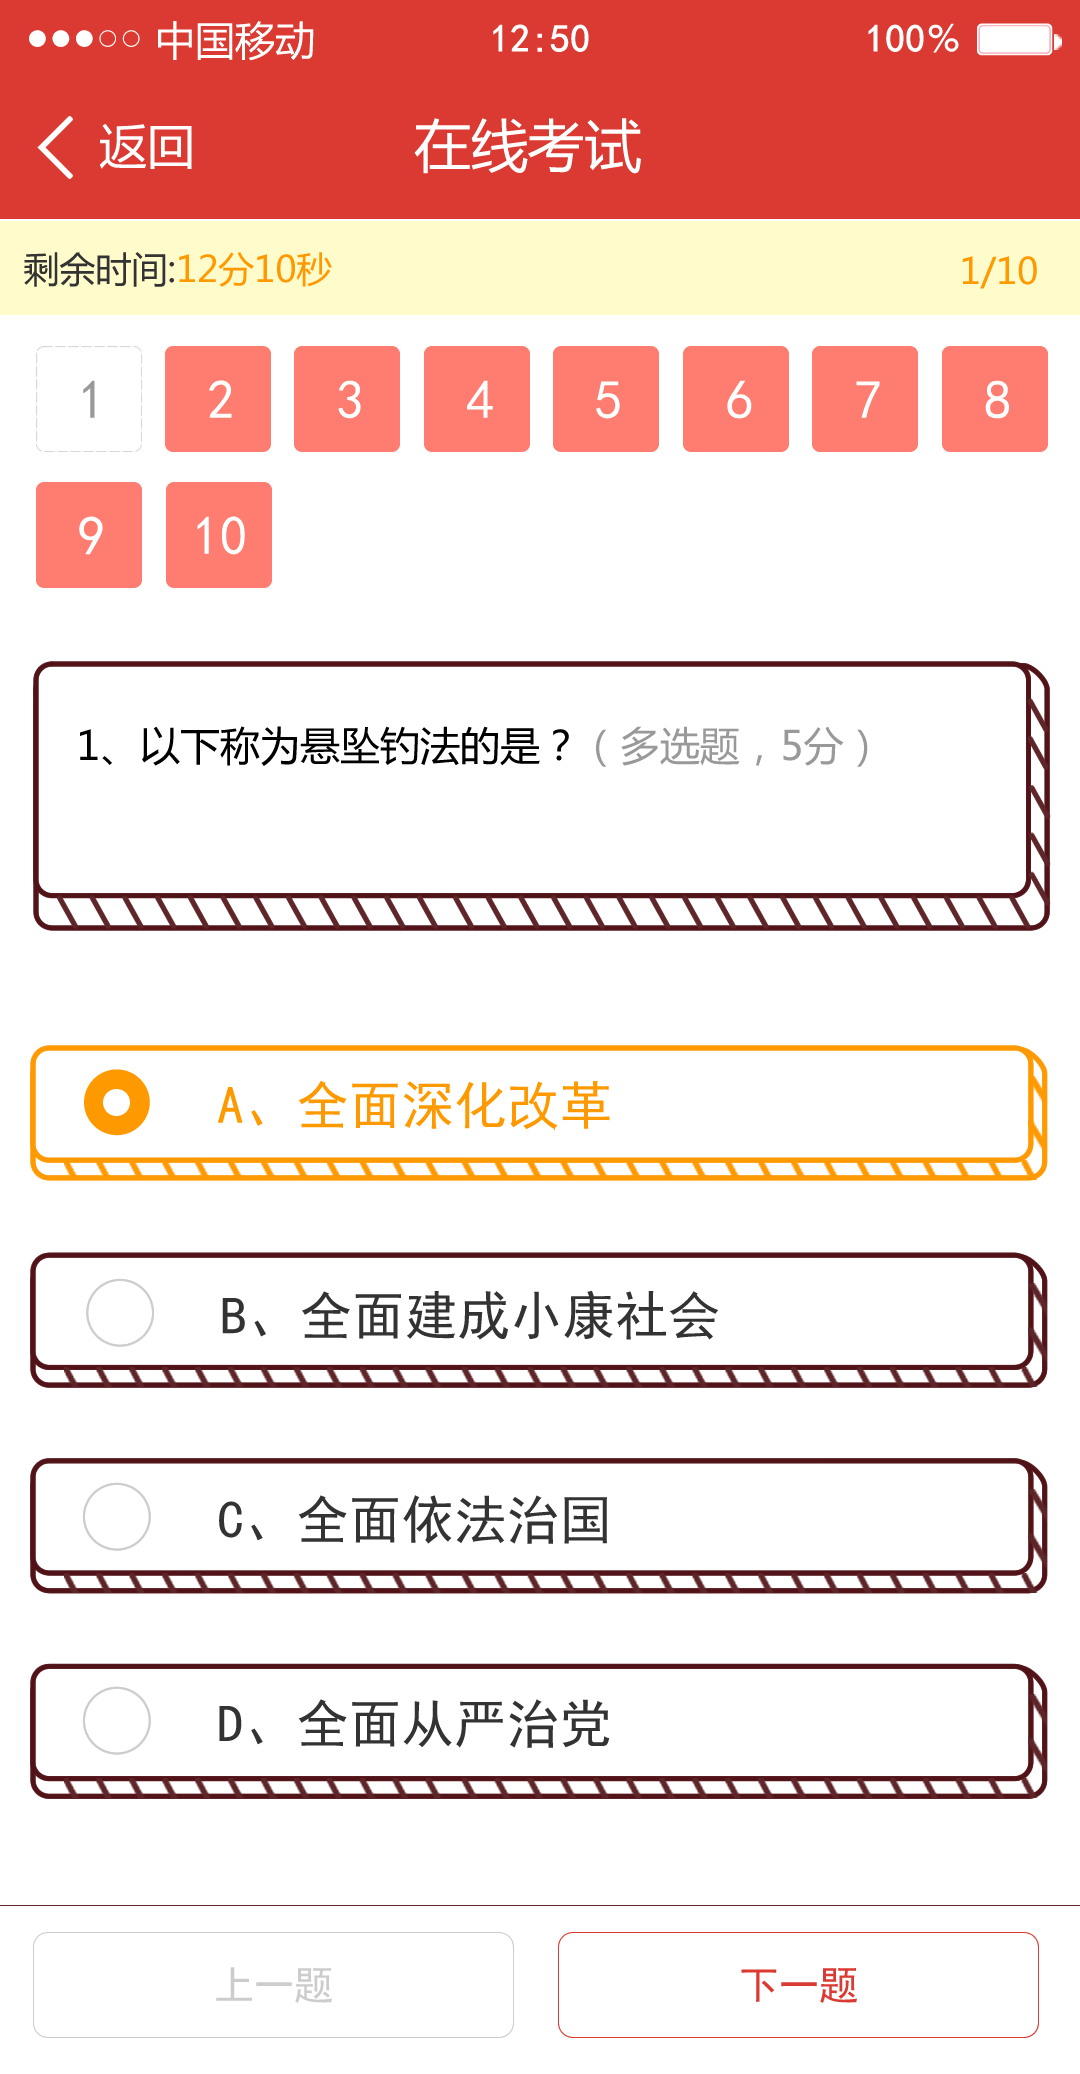 中国移动 12:50 100%
返回 在线考试
剩余时间:12分10秒 1/10
1 2 3 4 5 6 7 8
9 10
1、以下称为悬坠钓法的是？（多选题，5分）
A、全面深化改革
B、全面建成小康社会
C、全面依法治国
D、全面从严治党
上一题 下一题